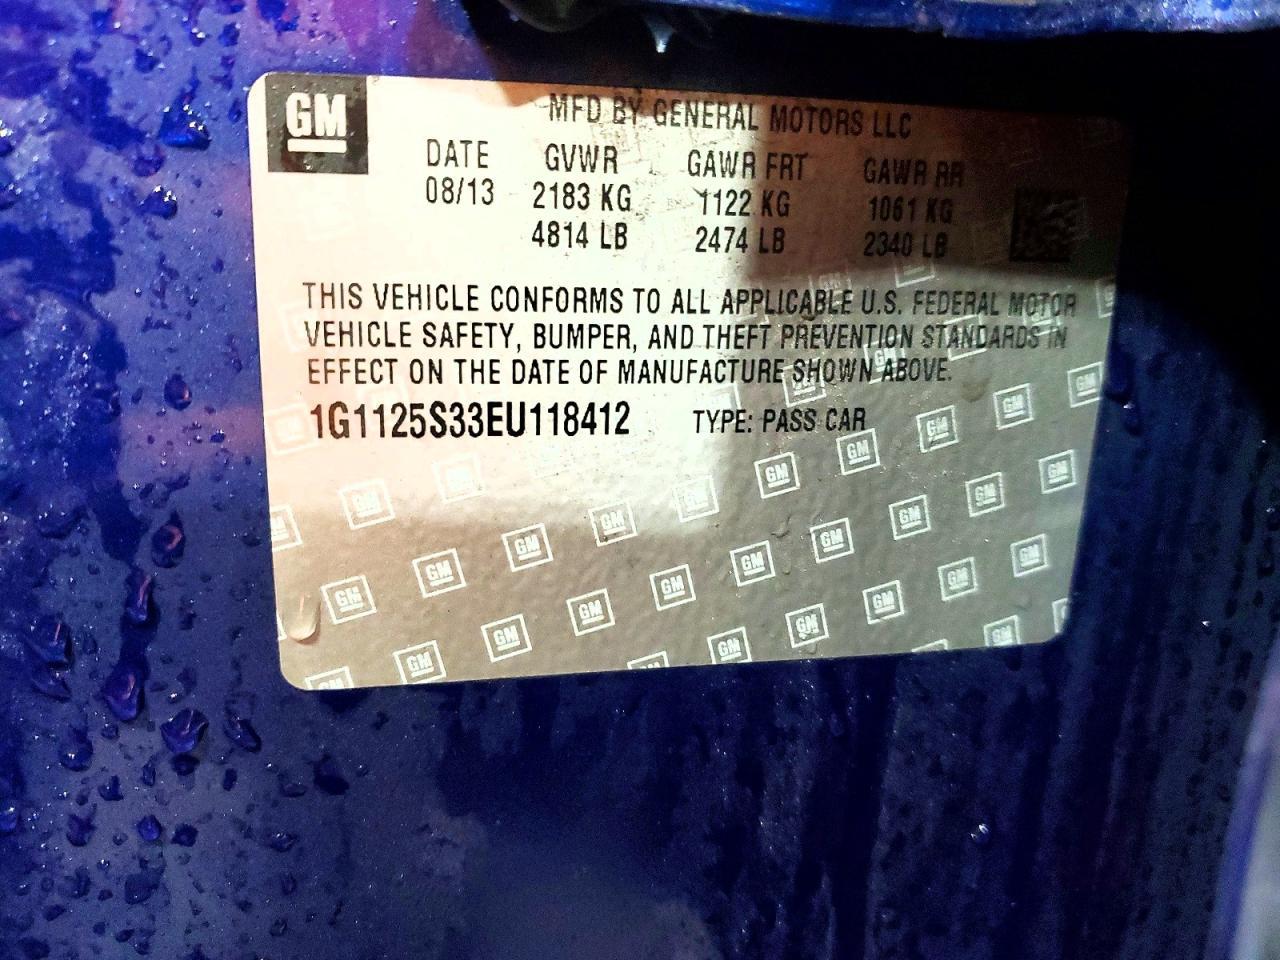 GM
MFD BY GENERAL MOTORS LLC
DATE GVWR GAWR FRT GAWR RR
08/13 2183 KG 1122 KG 1061 KG
4814 LB 2474 LB 2340 LB
THIS VEHICLE CONFORMS TO ALL APPLICABLE U.S. FEDERAL MOTOR
VEHICLE SAFETY, BUMPER, AND THEFT PREVENTION STANDARDS IN
EFFECT ON THE DATE OF MANUFACTURE SHOWN ABOVE.
1G1125S33EU118412 TYPE: PASS CAR